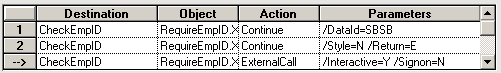 Destination Object Action Parameters
1 CheckEmpID RequireEmpID.X Continue /DataId=SBSB
2 CheckEmpID RequireEmpID.X Continue /Style=N /Return=E
--> CheckEmpID RequireEmpID.X ExternalCall /Interactive=Y /Signon=N